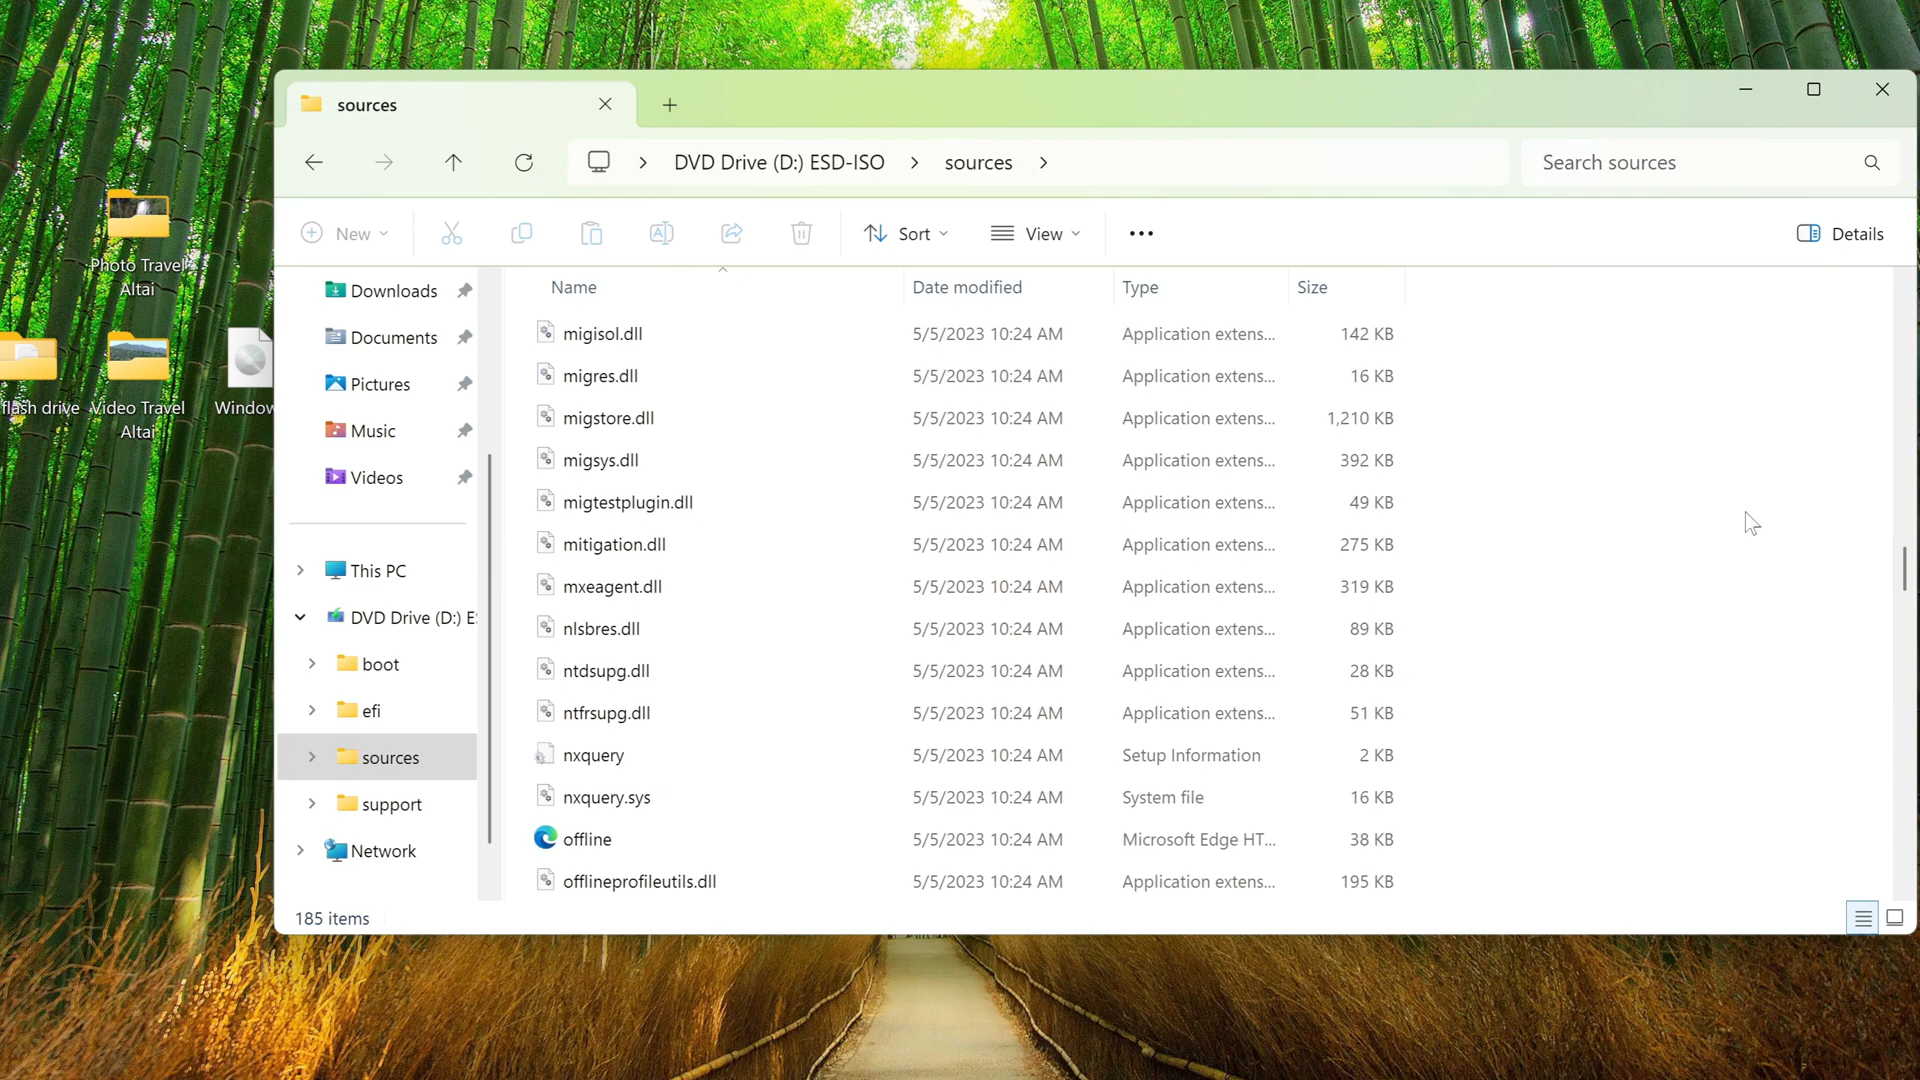 sources
DVD Drive (D:) ESD-ISO
sources
Search sources
New
Sort
View
Details
Photo Travel
Altai
flash drive
Video Travel
Altai
Window
Downloads
Documents
Pictures
Music
Videos
This PC
DVD Drive (D:) E
boot
efi
sources
support
Network
Name Date modified Type Size
migisol.dll 5/5/2023 10:24 AM Application extens... 142 KB
migres.dll 5/5/2023 10:24 AM Application extens... 16 KB
migstore.dll 5/5/2023 10:24 AM Application extens... 1,210 KB
migsys.dll 5/5/2023 10:24 AM Application extens... 392 KB
migtestplugin.dll 5/5/2023 10:24 AM Application extens... 49 KB
mitigation.dll 5/5/2023 10:24 AM Application extens... 275 KB
mxeagent.dll 5/5/2023 10:24 AM Application extens... 319 KB
nlsbres.dll 5/5/2023 10:24 AM Application extens... 89 KB
ntdsupg.dll 5/5/2023 10:24 AM Application extens... 28 KB
ntfrsupg.dll 5/5/2023 10:24 AM Application extens... 51 KB
nxquery 5/5/2023 10:24 AM Setup Information 2 KB
nxquery.sys 5/5/2023 10:24 AM System file 16 KB
offline 5/5/2023 10:24 AM Microsoft Edge HT... 38 KB
offlineprofileutils.dll 5/5/2023 10:24 AM Application extens... 195 KB
185 items